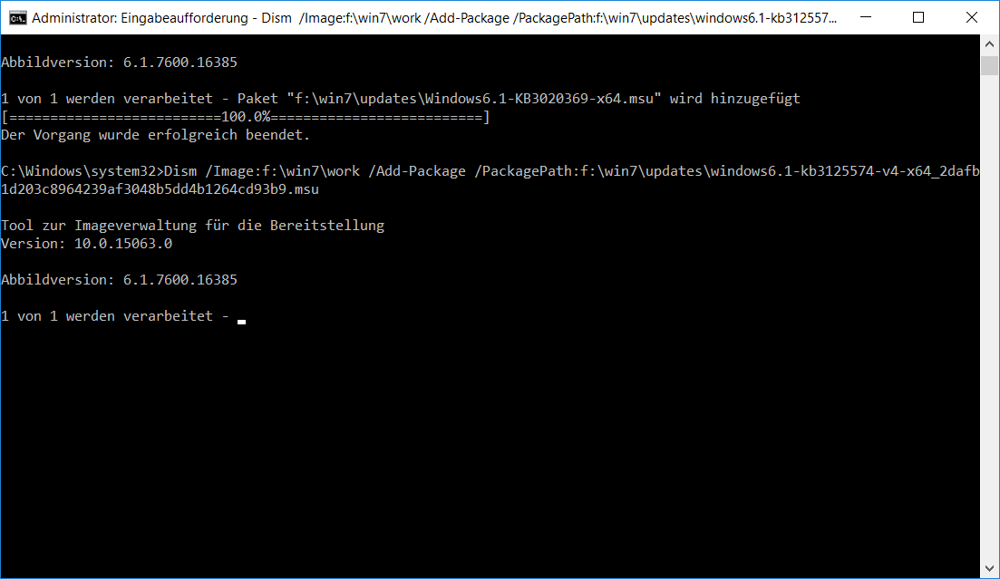 Administrator: Eingabeaufforderung - Dism /Image:f:\win7\work /Add-Package /PackagePath:f:\win7\updates\windows6.1-kb312557...
Abbildversion: 6.1.7600.16385
1 von 1 werden verarbeitet - Paket "f:\win7\updates\Windows6.1-KB3020369-x64.msu" wird hinzugefügt
[==========================100.0%==========================]
Der Vorgang wurde erfolgreich beendet.
C:\Windows\system32>Dism /Image:f:\win7\work /Add-Package /PackagePath:f:\win7\updates\windows6.1-kb3125574-v4-x64_2dafb
1d203c8964239af3048b5dd4b1264cd93b9.msu
Tool zur Imageverwaltung für die Bereitstellung
Version: 10.0.15063.0
Abbildversion: 6.1.7600.16385
1 von 1 werden verarbeitet -